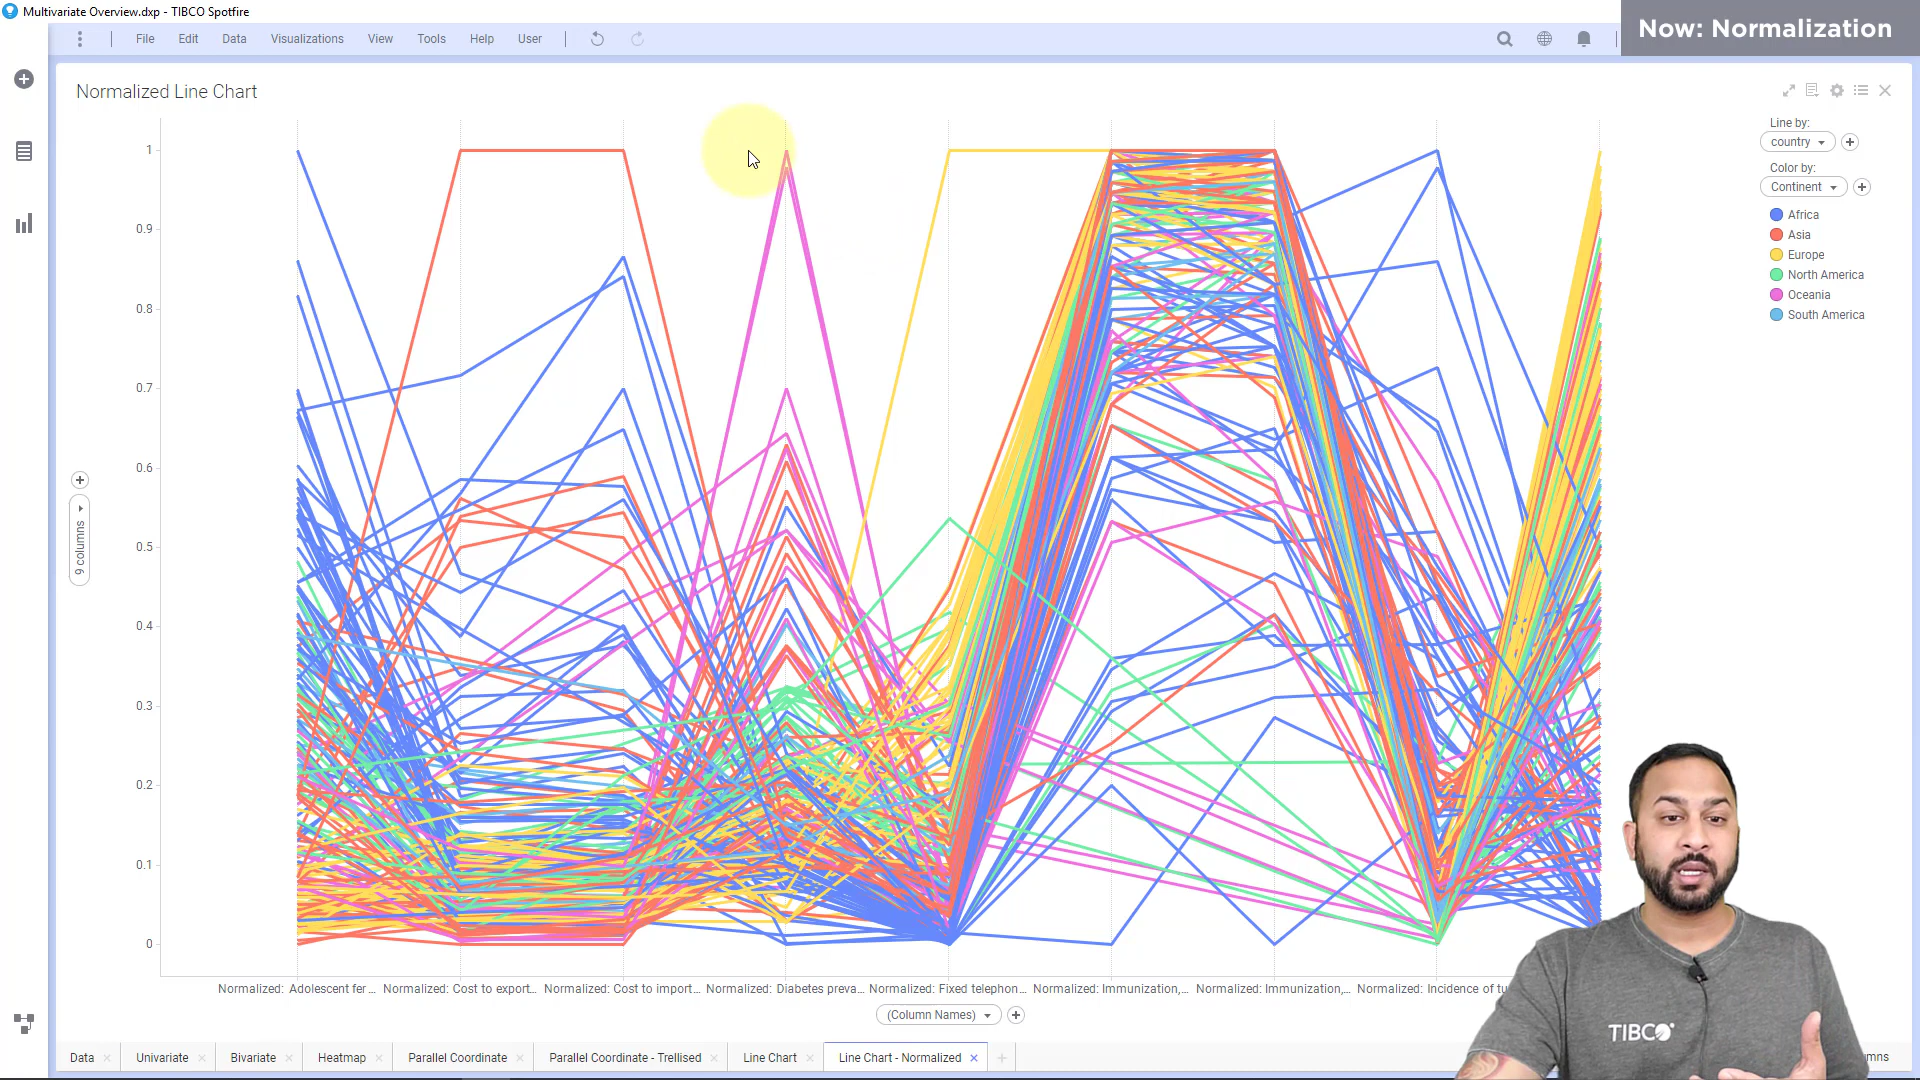 Multivariate Overview.dxp - TIBCO Spotfire
Now: Normalization
File Edit Data Visualizations View Tools Help User
Normalized Line Chart
Line by:
country
Color by:
Continent
Africa
Asia
Europe
North America
Oceania
South America
1
0.9
0.8
0.7
0.6
0.5
0.4
0.3
0.2
0.1
0
9 columns
Normalized: Adolescent fer... Normalized: Cost to export... Normalized: Cost to import... Normalized: Diabetes preva... Normalized: Fixed telephon... Normalized: Immunization,... Normalized: Immunization,... Normalized: Incidence of tu
(Column Names)
TIBCO
Data Univariate Bivariate Heatmap Parallel Coordinate Parallel Coordinate - Trellised Line Chart Line Chart - Normalized